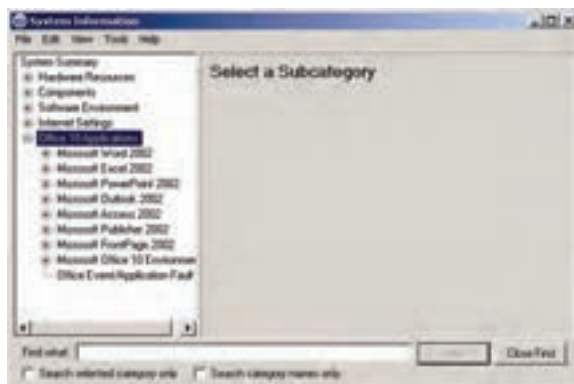 System Information
File Edit View Tools Help
System Summary
Hardware Resources
Components
Software Environment
Internet Settings
Office 10 Applications
Microsoft Word 2002
Microsoft Excel 2002
Microsoft PowerPoint 2002
Microsoft Outlook 2002
Microsoft Access 2002
Microsoft Publisher 2002
Microsoft FrontPage 2002
Microsoft Office 10 Environmen
Office Event/Application Fault
Select a Subcategory
Find what:
Close Find
Search selected category only
Search category names only